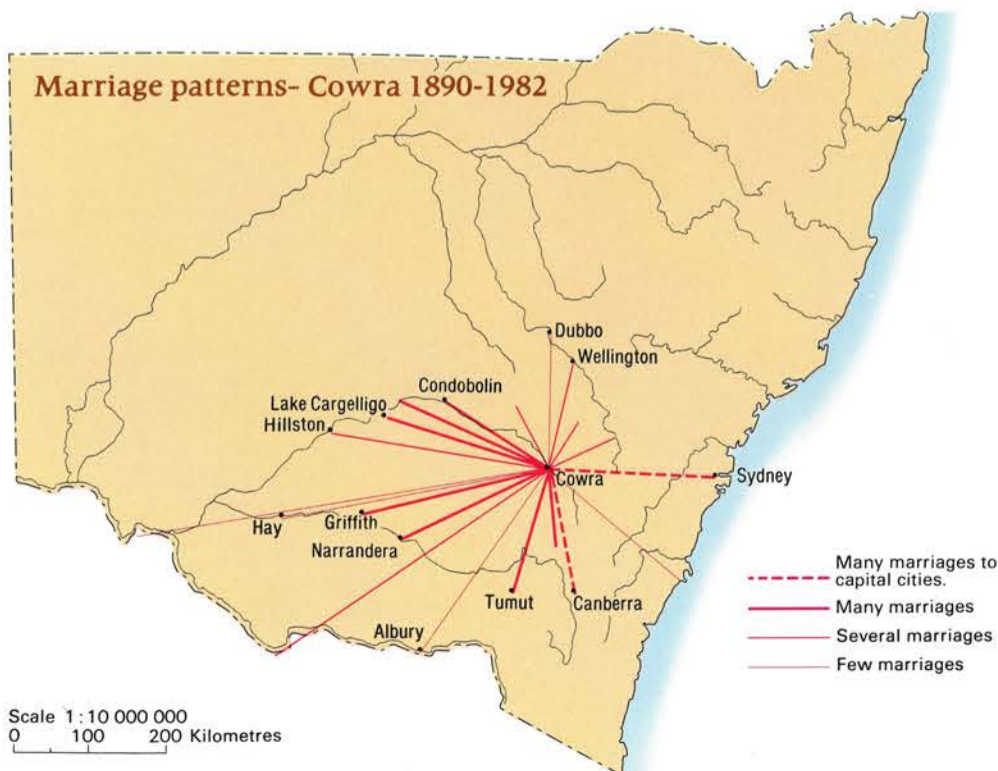 Marriage patterns- Cowra 1890-1982
Dubbo
Wellington
Condobolin
Lake Cargelligo
Hillston
Cowra
Sydney
Hay
Griffith
Narrandera
Tumut
Canberra
Albury
Many marriages to
capital cities.
Many marriages
Several marriages
Few marriages
Scale 1:10 000 000
0 100 200 Kilometres